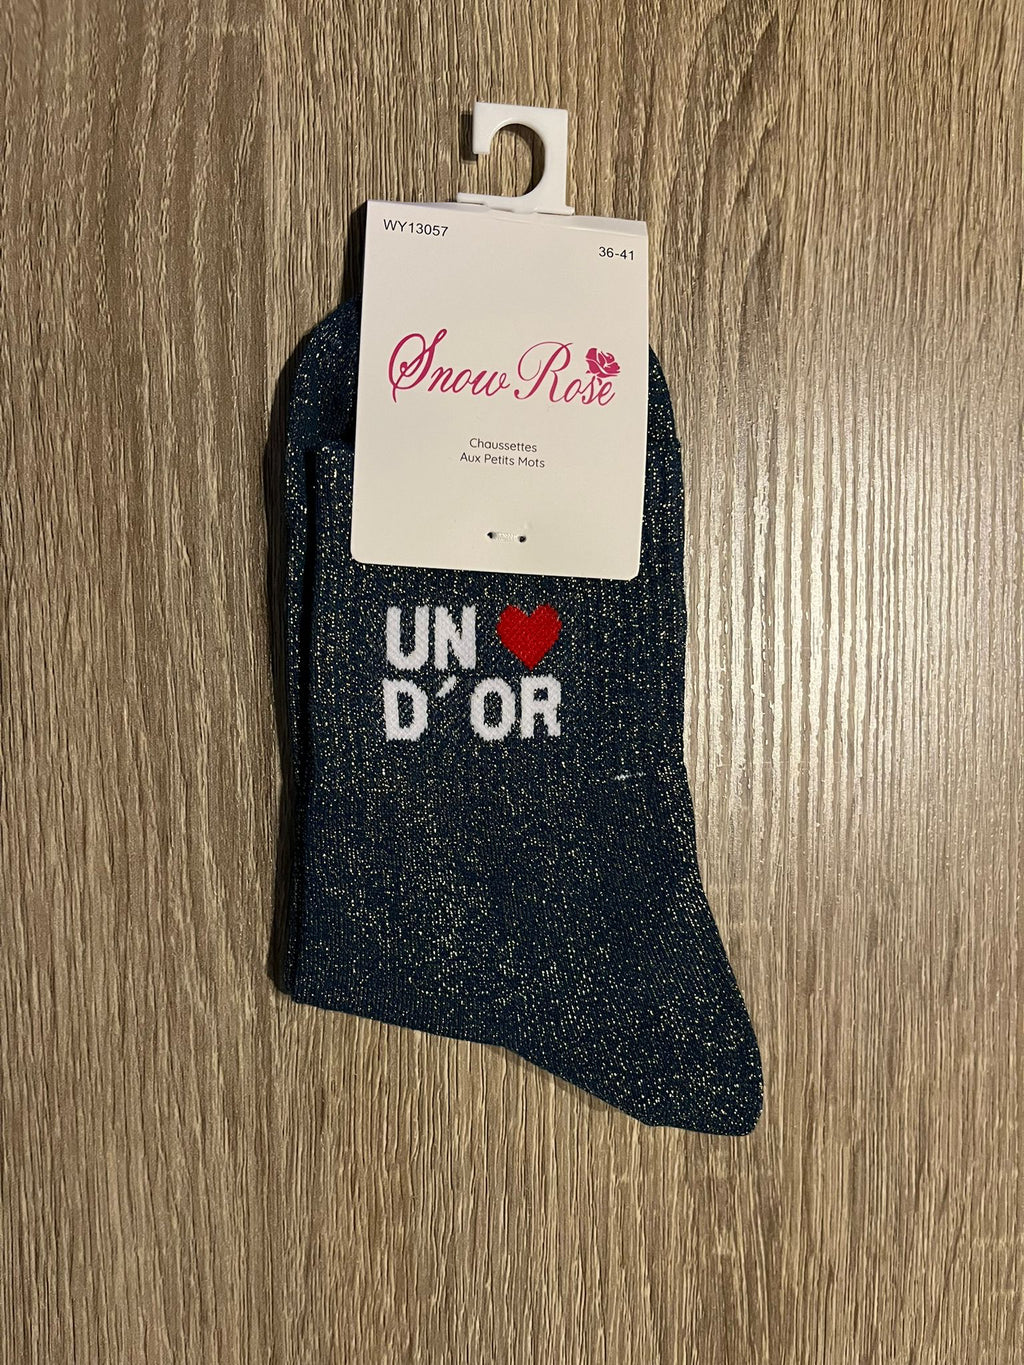 WY13057
36-41
Snow Rose
Chaussettes
Aux Petits Mots
UN ❤
D'OR